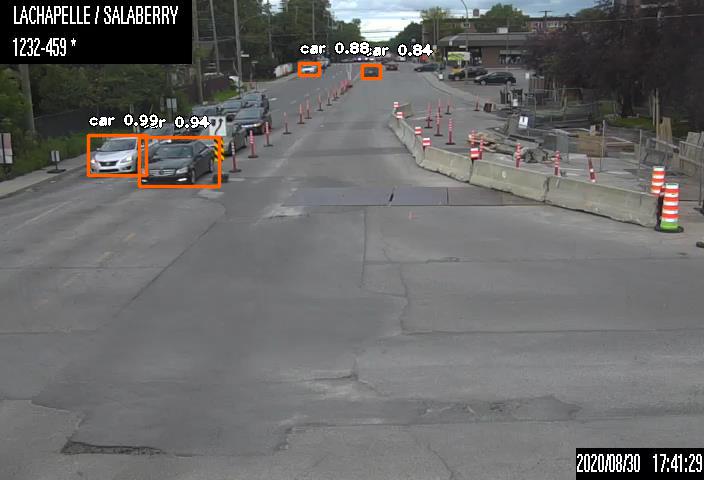 LACHAPELLE / SALABERRY
1232-459 *
car 0.88
ar 0.84
car 0.99
r 0.94
2020/08/30 17:41:29